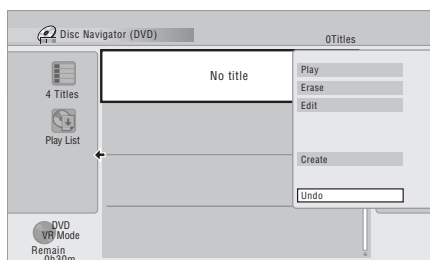 Disc Navigator (DVD)
0Titles
No title
4 Titles
Play List
Play
Erase
Edit
Create
Undo
DVD
VR Mode
Remain
0h30m